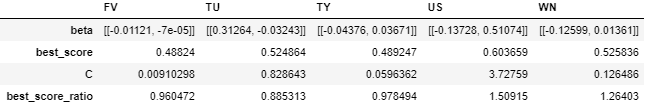 FV TU TY US WN
beta [[-0.01121, -7e-05]] [[0.31264, -0.03243]] [[-0.04376, 0.03671]] [[-0.13728, 0.51074]] [[-0.12599, 0.01361]]
best_score 0.48824 0.524864 0.489247 0.603659 0.525836
C 0.00910298 0.828643 0.0596362 3.72759 0.126486
best_score_ratio 0.960472 0.885313 0.978494 1.50915 1.26403